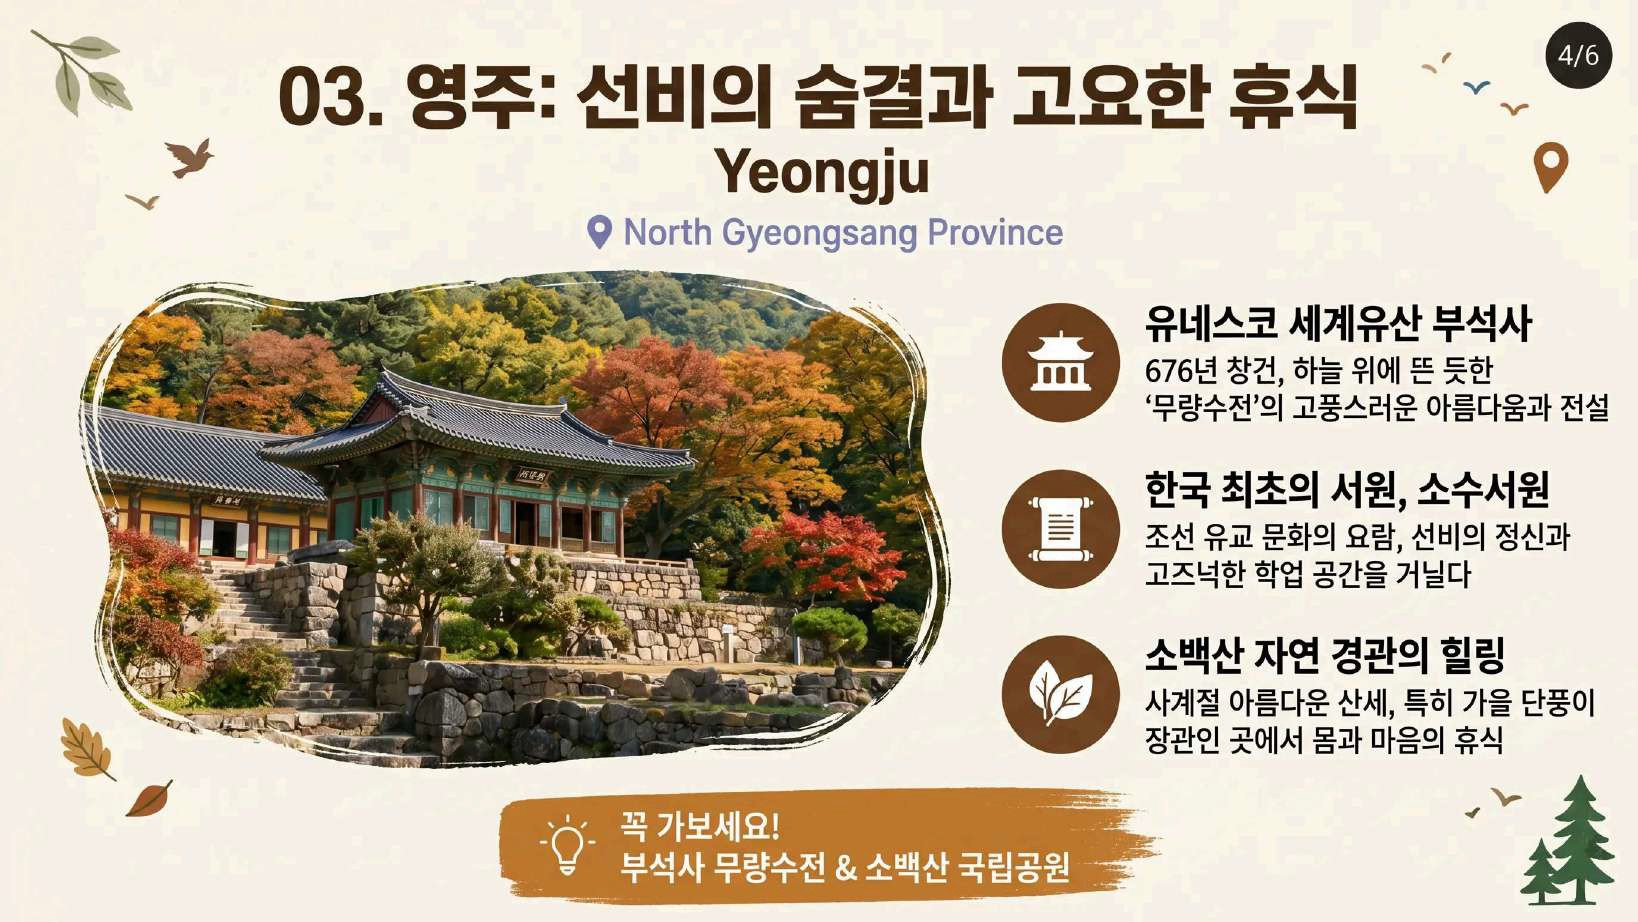 4/6
03. 영주: 선비의 숨결과 고요한 휴식
Yeongju
North Gyeongsang Province
유네스코 세계유산 부석사
676년 창건, 하늘 위에 뜬 듯한
‘무량수전’의 고풍스러운 아름다움과 전설
한국 최초의 서원, 소수서원
조선 유교 문화의 요람, 선비의 정신과
고즈넉한 학업 공간을 거닐다
소백산 자연 경관의 힐링
사계절 아름다운 산세, 특히 가을 단풍이
장관인 곳에서 몸과 마음의 휴식
꼭 가보세요!
부석사 무량수전 & 소백산 국립공원